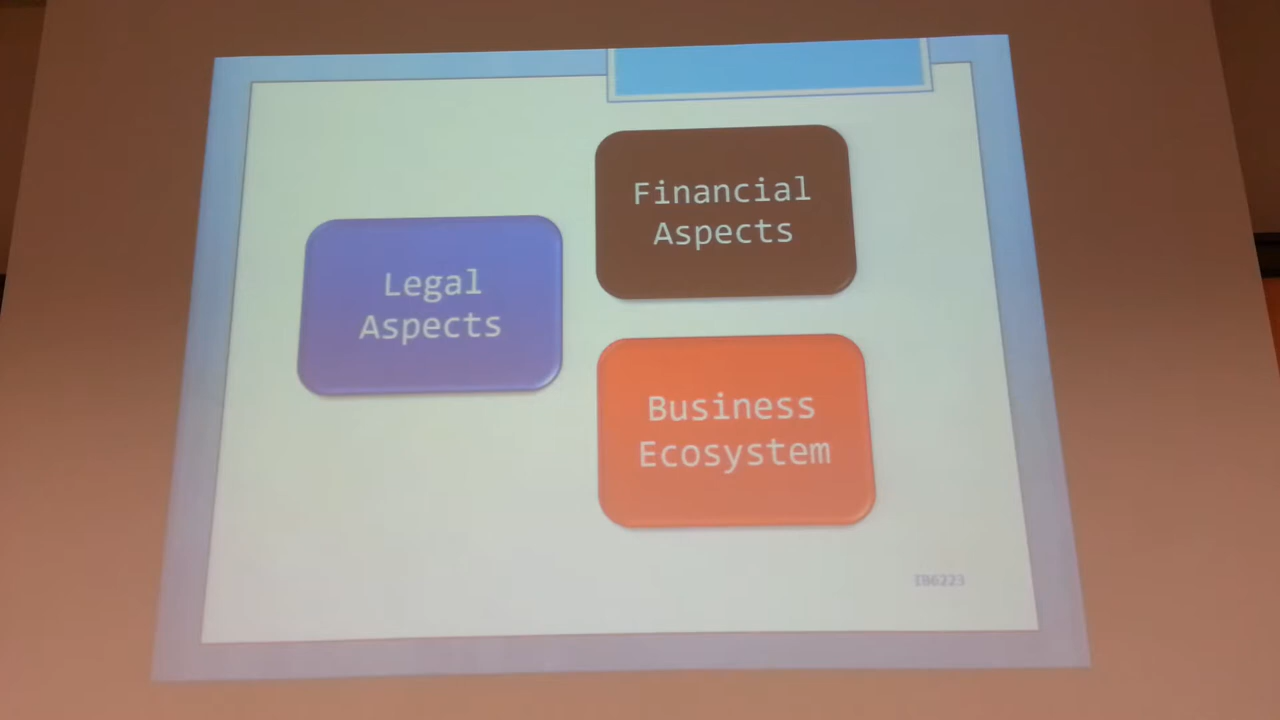 Legal
Aspects
Financial
Aspects
Business
Ecosystem
IB6223